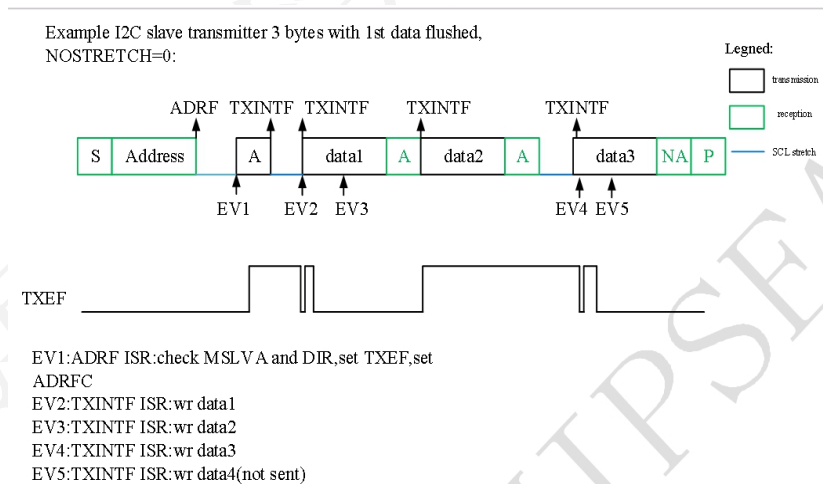 Example I2C slave transmitter 3 bytes with 1st data flushed,
NOSTRETCH=0:
Legned:
transmission
reception
SCL stretch
ADRF TXINTF TXINTF TXINTF TXINTF
S Address A data1 A data2 A data3 NA P
EV1 EV2 EV3 EV4 EV5
TXEF
EV1:ADRF ISR:check MSLVA and DIR,set TXEF,set
ADRFC
EV2:TXINTF ISR:wr data1
EV3:TXINTF ISR:wr data2
EV4:TXINTF ISR:wr data3
EV5:TXINTF ISR:wr data4(not sent)